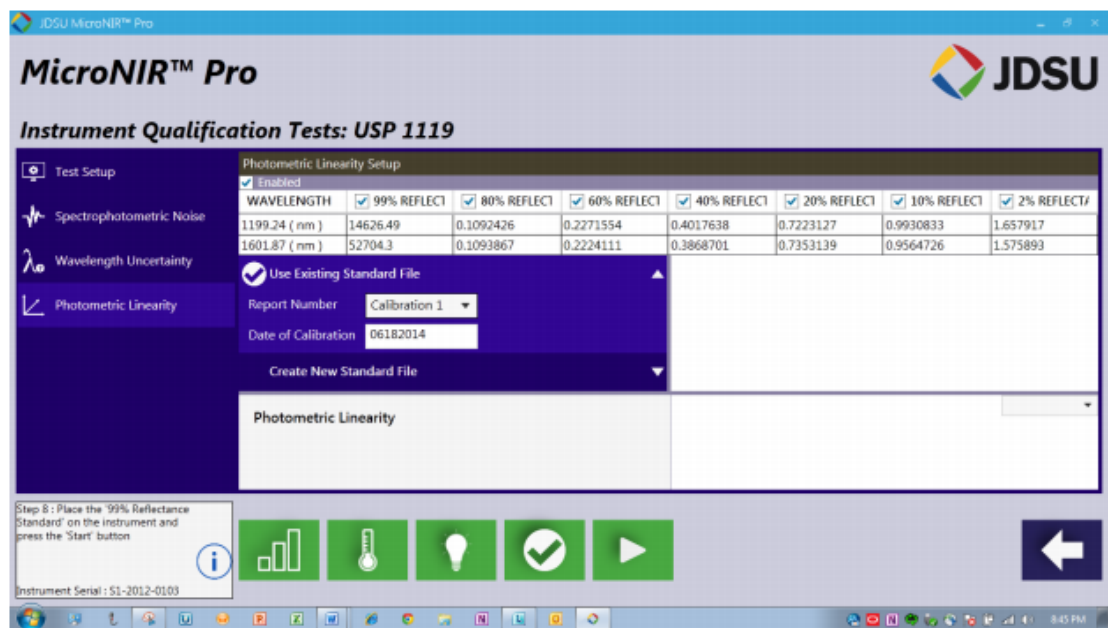 JDSU MicroNIR™ Pro
MicroNIR™ Pro
JDSU
Instrument Qualification Tests: USP 1119
Test Setup
Spectrophotometric Noise
Wavelength Uncertainty
Photometric Linearity
Photometric Linearity Setup
Enabled
WAVELENGTH 99% REFLECT 80% REFLECT 60% REFLECT 40% REFLECT 20% REFLECT 10% REFLECT 2% REFLECTA
1199.24 ( nm ) 14626.49 0.1092426 0.2271554 0.4017638 0.7223127 0.9930833 1.657917
1601.87 ( nm ) 52704.3 0.1093867 0.2224111 0.3868701 0.7353139 0.9564726 1.575893
Use Existing Standard File
Report Number Calibration 1
Date of Calibration 06182014
Create New Standard File
Photometric Linearity
Step 8 : Place the '99% Reflectance
Standard' on the instrument and
press the 'Start' button
Instrument Serial : S1-2012-0103
8:45 PM